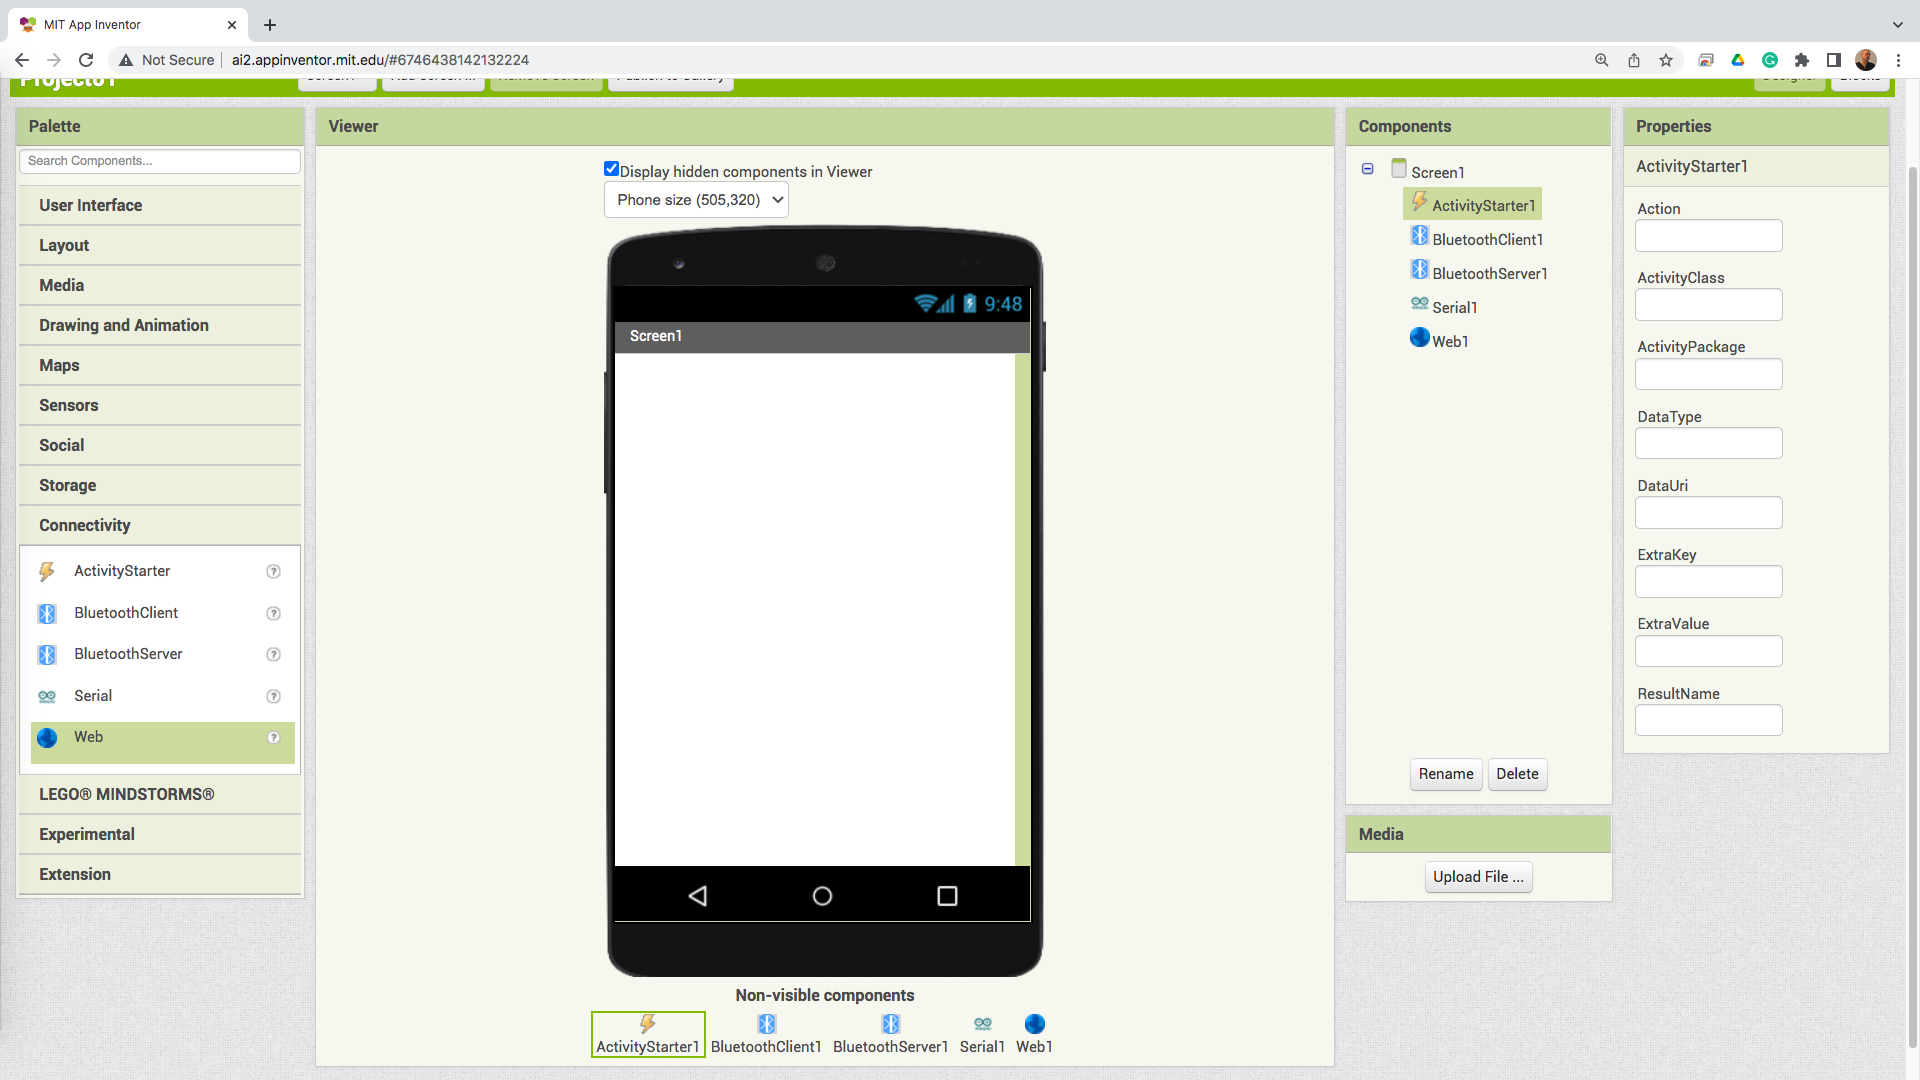 MIT App Inventor
Not Secure
ai2.appinventor.mit.edu/#6746438142132224
Palette
Viewer
Components
Properties
Search Components...
User Interface
Layout
Media
Drawing and Animation
Maps
Sensors
Social
Storage
Connectivity
ActivityStarter
BluetoothClient
BluetoothServer
Serial
Web
LEGO® MINDSTORMS®
Experimental
Extension
Display hidden components in Viewer
Phone size (505,320)
9:48
Screen1
Non-visible components
ActivityStarter1
BluetoothClient1
BluetoothServer1
Serial1
Web1
Screen1
ActivityStarter1
BluetoothClient1
BluetoothServer1
Serial1
Web1
Rename
Delete
Media
Upload File ...
ActivityStarter1
Action
ActivityClass
ActivityPackage
DataType
DataUri
ExtraKey
ExtraValue
ResultName